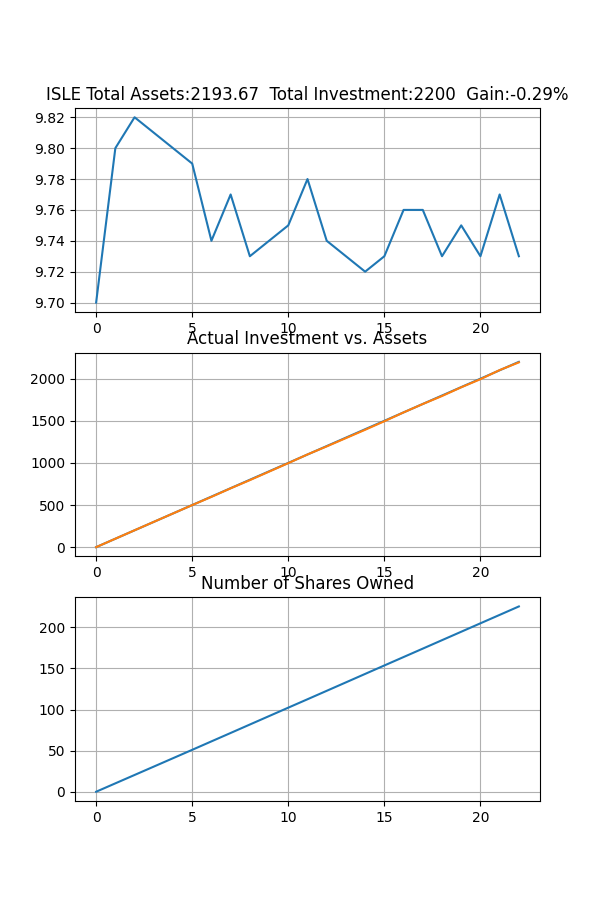 ISLE Total Assets:2193.67  Total Investment:2200  Gain:-0.29%
9.82
9.80
9.78
9.76
9.74
9.72
9.70
0 5 10 15 20
Actual Investment vs. Assets
2000
1500
1000
500
0
0 5 10 15 20
Number of Shares Owned
200
150
100
50
0
0 5 10 15 20